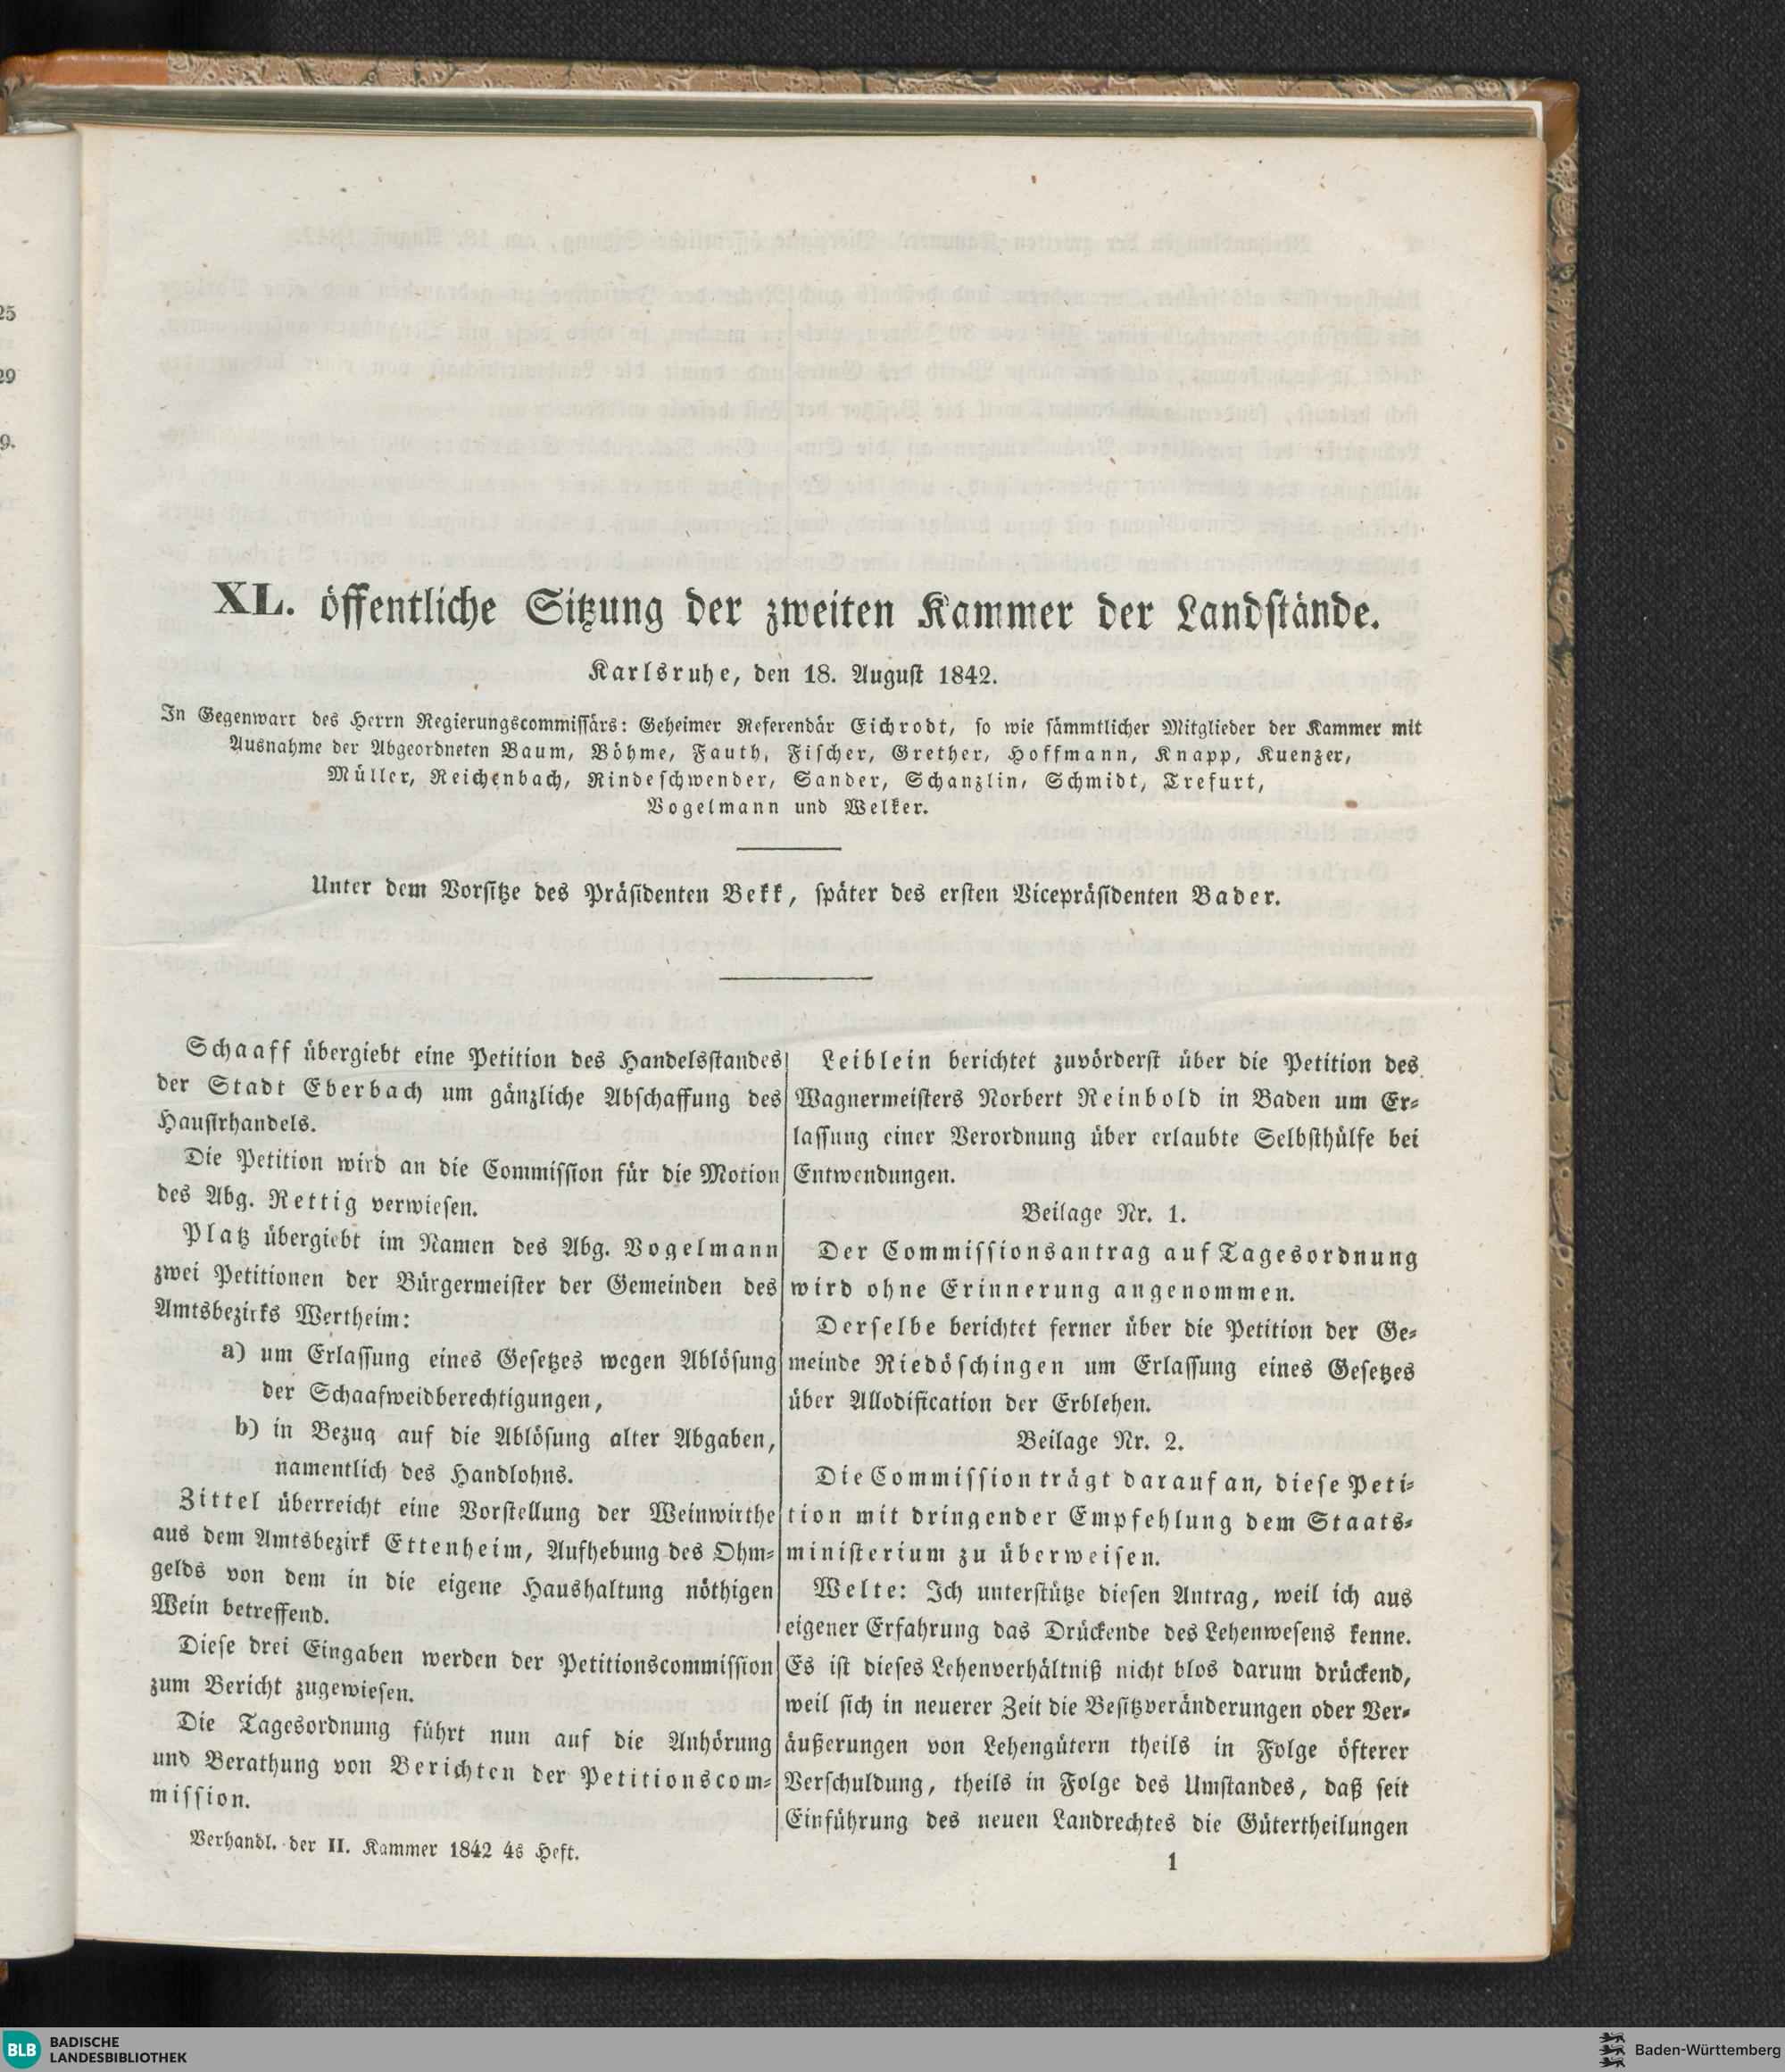 25
29
9.
XL. öffentliche Sitzung der zweiten Kammer der Landstände.
Karlsruhe, den 18. August 1842.
In Gegenwart des Herrn Regierungscommissärs: Geheimer Referendär Eichrodt, so wie sämmtlicher Mitglieder der Kammer mit
Ausnahme der Abgeordneten Baum, Böhme, Fauth, Fischer, Grether, Hoffmann, Knapp, Kuenzer,
Müller, Reichenbach, Rindeschwender, Sander, Schanzlin, Schmidt, Trefurt,
Vogelmann und Welker.
Unter dem Vorsitze des Präsidenten Bekk, später des ersten Vicepräsidenten Bader.
Schaaff übergiebt eine Petition des Handelsstandes
der Stadt Eberbach um gänzliche Abschaffung des
Hausirhandels.
Die Petition wird an die Commission für die Motion
des Abg. Rettig verwiesen.
Platz übergiebt im Namen des Abg. Vogelmann
zwei Petitionen der Bürgermeister der Gemeinden des
Amtsbezirks Wertheim:
a) um Erlassung eines Gesetzes wegen Ablösung
der Schaafweidberechtigungen,
b) in Bezug auf die Ablösung alter Abgaben,
namentlich des Handlohns.
Zittel überreicht eine Vorstellung der Weinwirthe
aus dem Amtsbezirk Ettenheim, Aufhebung des Ohm-
gelds von dem in die eigene Haushaltung nöthigen
Wein betreffend.
Diese drei Eingaben werden der Petitionscommission
zum Bericht zugewiesen.
Die Tagesordnung führt nun auf die Anhörung
und Berathung von Berichten der Petitionscom-
mission.
Verhandl. der II. Kammer 1842 4s Heft.
Leiblein berichtet zuvörderst über die Petition des
Wagnermeisters Norbert Reinbold in Baden um Er-
lassung einer Verordnung über erlaubte Selbsthülfe bei
Entwendungen.
Beilage Nr. 1.
Der Commissionsantrag auf Tagesordnung
wird ohne Erinnerung angenommen.
Derselbe berichtet ferner über die Petition der Ge-
meinde Riedöschingen um Erlassung eines Gesetzes
über Allodification der Erblehen.
Beilage Nr. 2.
Die Commission trägt darauf an, diese Peti-
tion mit dringender Empfehlung dem Staats-
ministerium zu überweisen.
Welte: Ich unterstütze diesen Antrag, weil ich aus
eigener Erfahrung das Drückende des Lehenwesens kenne.
Es ist dieses Lehenverhältniß nicht blos darum drückend,
weil sich in neuerer Zeit die Besitzveränderungen oder Ver-
äußerungen von Lehengütern theils in Folge öfterer
Verschuldung, theils in Folge des Umstandes, daß seit
Einführung des neuen Landrechtes die Gütertheilungen
1
BLB BADISCHE
LANDESBIBLIOTHEK
Baden-Württemberg